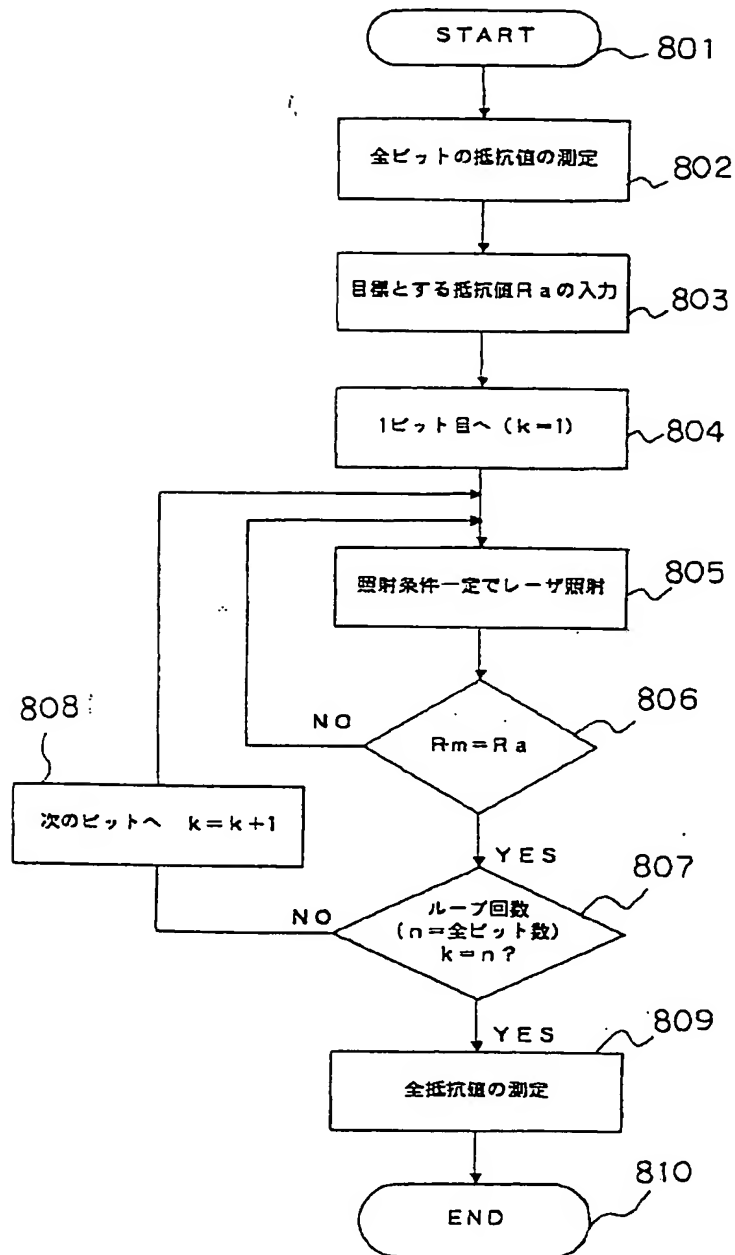 START
801
全ビットの抵抗値の測定
802
目標とする抵抗値Raの入力
803
1ビット目へ (k=1)
804
照射条件一定でレーザ照射
805
806
Rm=Ra
NO
YES
808
次のビットへ k=k+1
807
ループ回数
(n=全ビット数)
k=n?
NO
YES
809
全抵抗値の測定
810
END